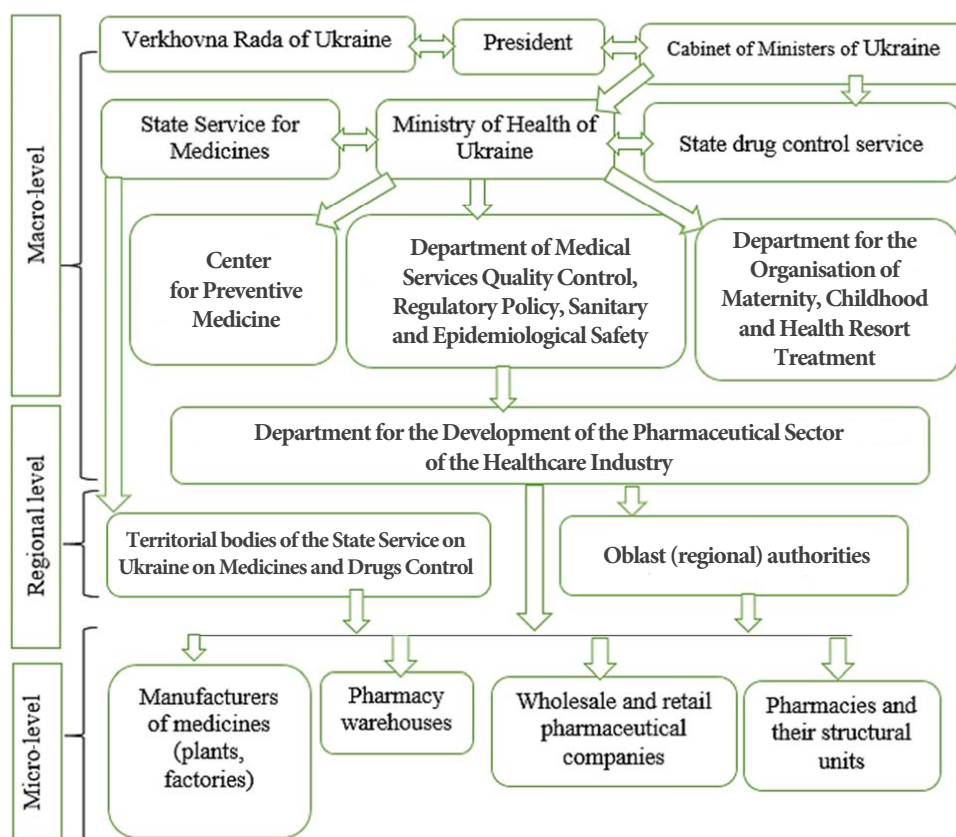 Macro-level
Verkhovna Rada of Ukraine
President
Cabinet of Ministers of Ukraine
State Service for
Medicines
Ministry of Health of
Ukraine
State drug control service
Center
for Preventive
Medicine
Department of Medical
Services Quality Control,
Regulatory Policy, Sanitary
and Epidemiological Safety
Department for the
Organisation of
Maternity, Childhood
and Health Resort
Treatment
Department for the Development of the Pharmaceutical Sector
of the Healthcare Industry
Regional level
Territorial bodies of the State Service on
Ukraine on Medicines and Drugs Control
Oblast (regional) authorities
Micro-level
Manufacturers
of medicines
(plants,
factories)
Pharmacy
warehouses
Wholesale and retail
pharmaceutical
companies
Pharmacies and
their structural
units